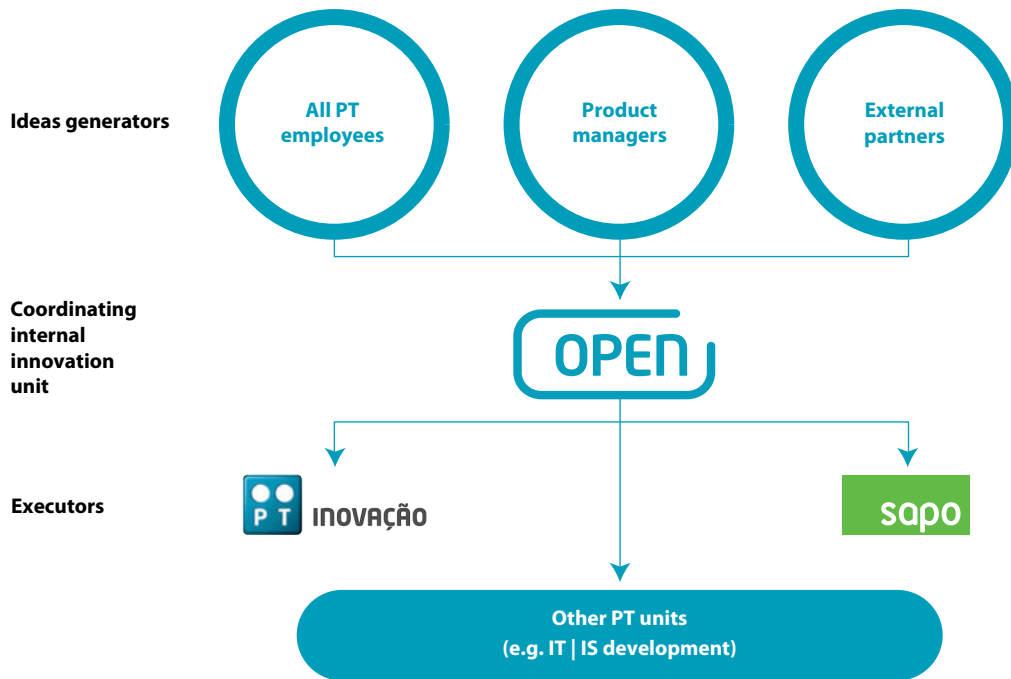 Ideas generators
All PT
employees
Product
managers
External
partners
Coordinating
internal
innovation
unit
OPEN
Executors
PT
INOVAÇÃO
sapo
Other PT units
(e.g. IT | IS development)